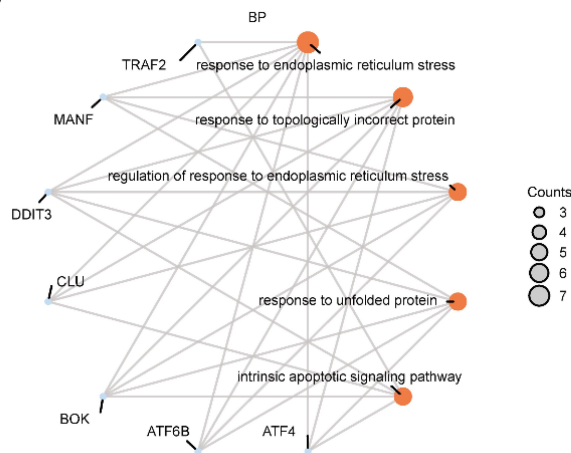 BP
TRAF2
response to endoplasmic reticulum stress
MANF
response to topologically incorrect protein
regulation of response to endoplasmic reticulum stress
DDIT3
Counts
3
4
5
6
7
CLU
response to unfolded protein
intrinsic apoptotic signaling pathway
BOK
ATF6B
ATF4